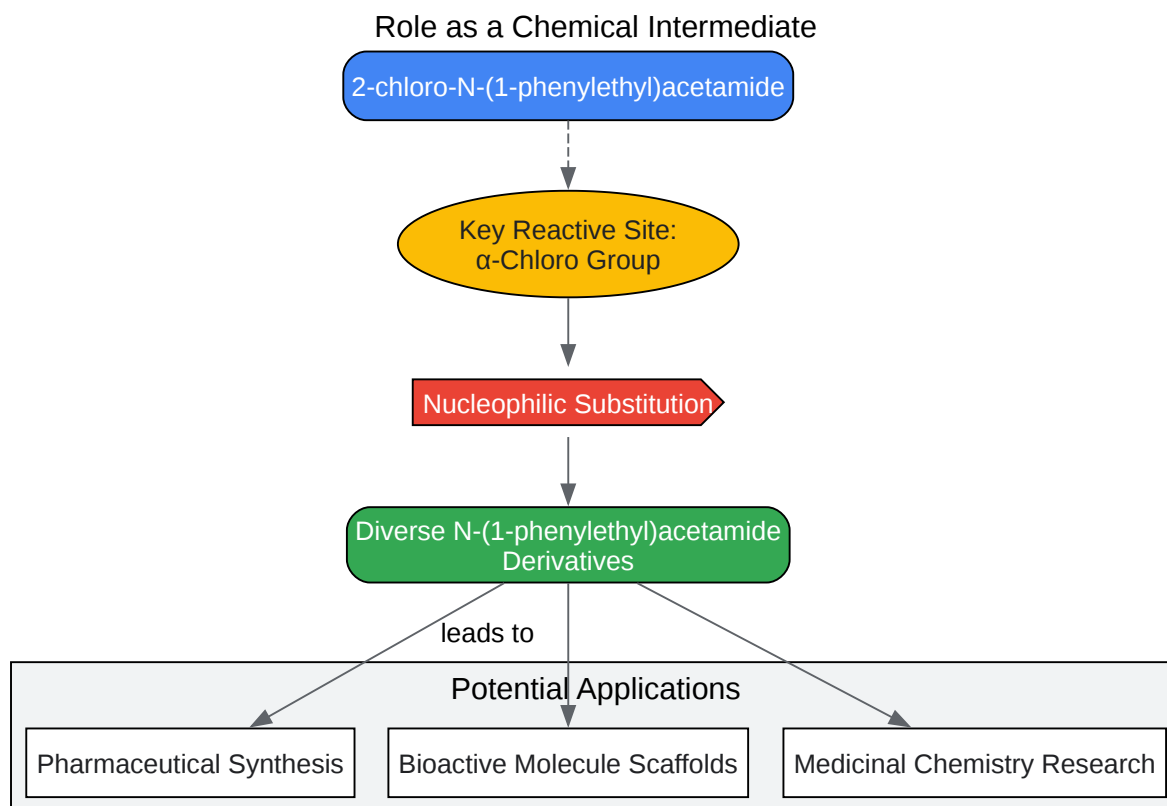 Role as a Chemical Intermediate
2-chloro-N-(1-phenylethyl)acetamide
Key Reactive Site:
α-Chloro Group
Nucleophilic Substitution
Diverse N-(1-phenylethyl)acetamide
Derivatives
leads to
Potential Applications
Pharmaceutical Synthesis
Bioactive Molecule Scaffolds
Medicinal Chemistry Research